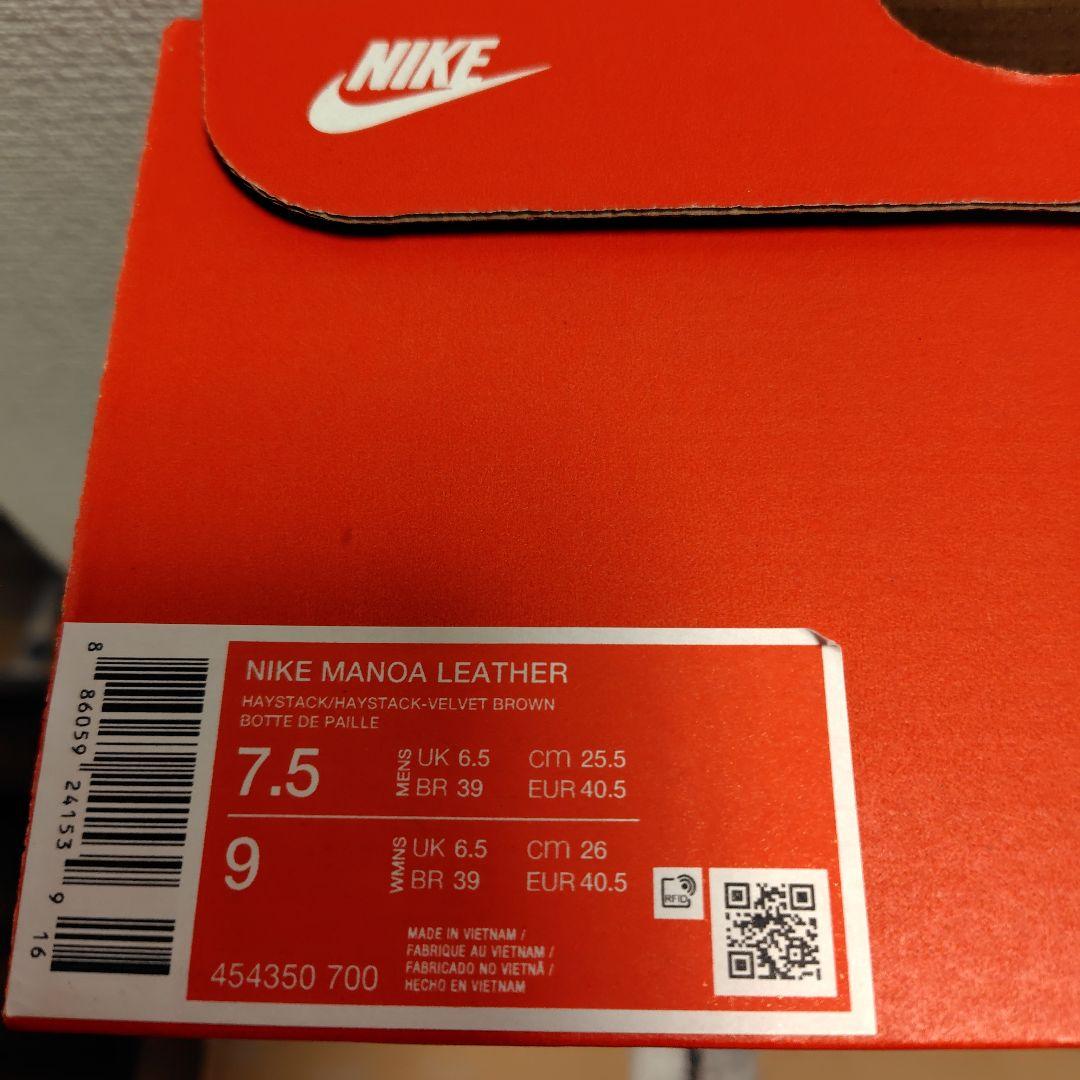 NIKE
NIKE MANOA LEATHER
HAYSTACK/HAYSTACK-VELVET BROWN
BOTTE DE PAILLE
7.5 MENS UK 6.5 cm 25.5
BR 39 EUR 40.5
9 WMNS UK 6.5 cm 26
BR 39 EUR 40.5
RFID
MADE IN VIETNAM /
FABRIQUE AU VIETNAM /
FABRICADO NO VIETNÃ /
HECHO EN VIETNAM
454350 700
8 86059 24153 9 16